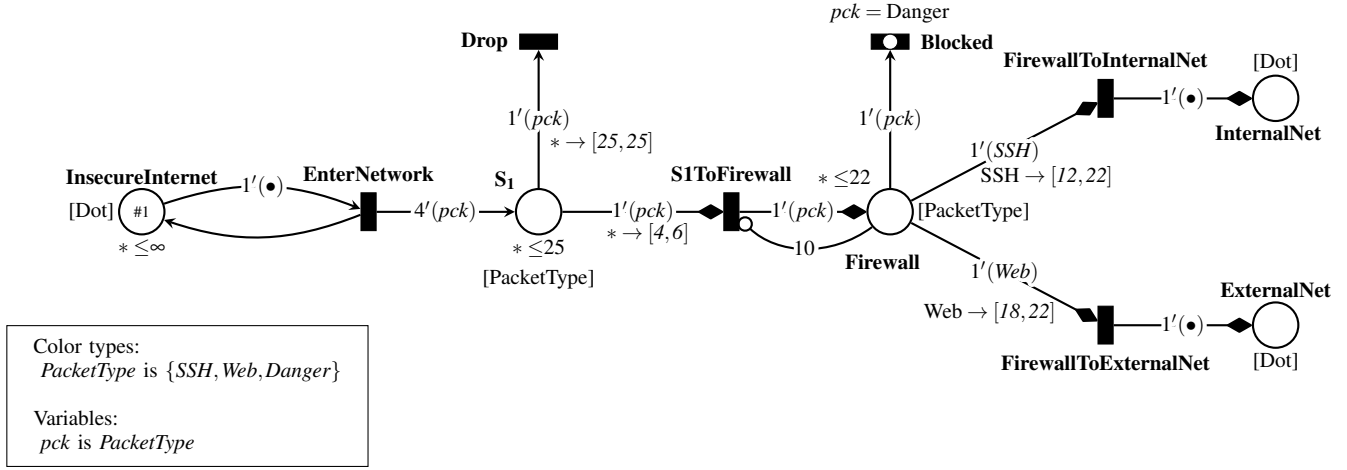 pck = Danger
Drop
Blocked
FirewallToInternalNet
[Dot]
1′(pck)
1′(pck)
1′(•)
∗ → [25, 25]
InternalNet
1′(SSH)
SSH → [12, 22]
InsecureInternet
1′(•)
EnterNetwork
S1
S1ToFirewall
∗ ≤22
[Dot]
#1
4′(pck)
1′(pck)
1′(pck)
[PacketType]
∗ ≤∞
∗ ≤25
∗ → [4, 6]
10
Firewall
[PacketType]
1′(Web)
Web → [18, 22]
ExternalNet
1′(•)
FirewallToExternalNet
[Dot]
Color types:
PacketType is {SSH, Web, Danger}
Variables:
pck is PacketType